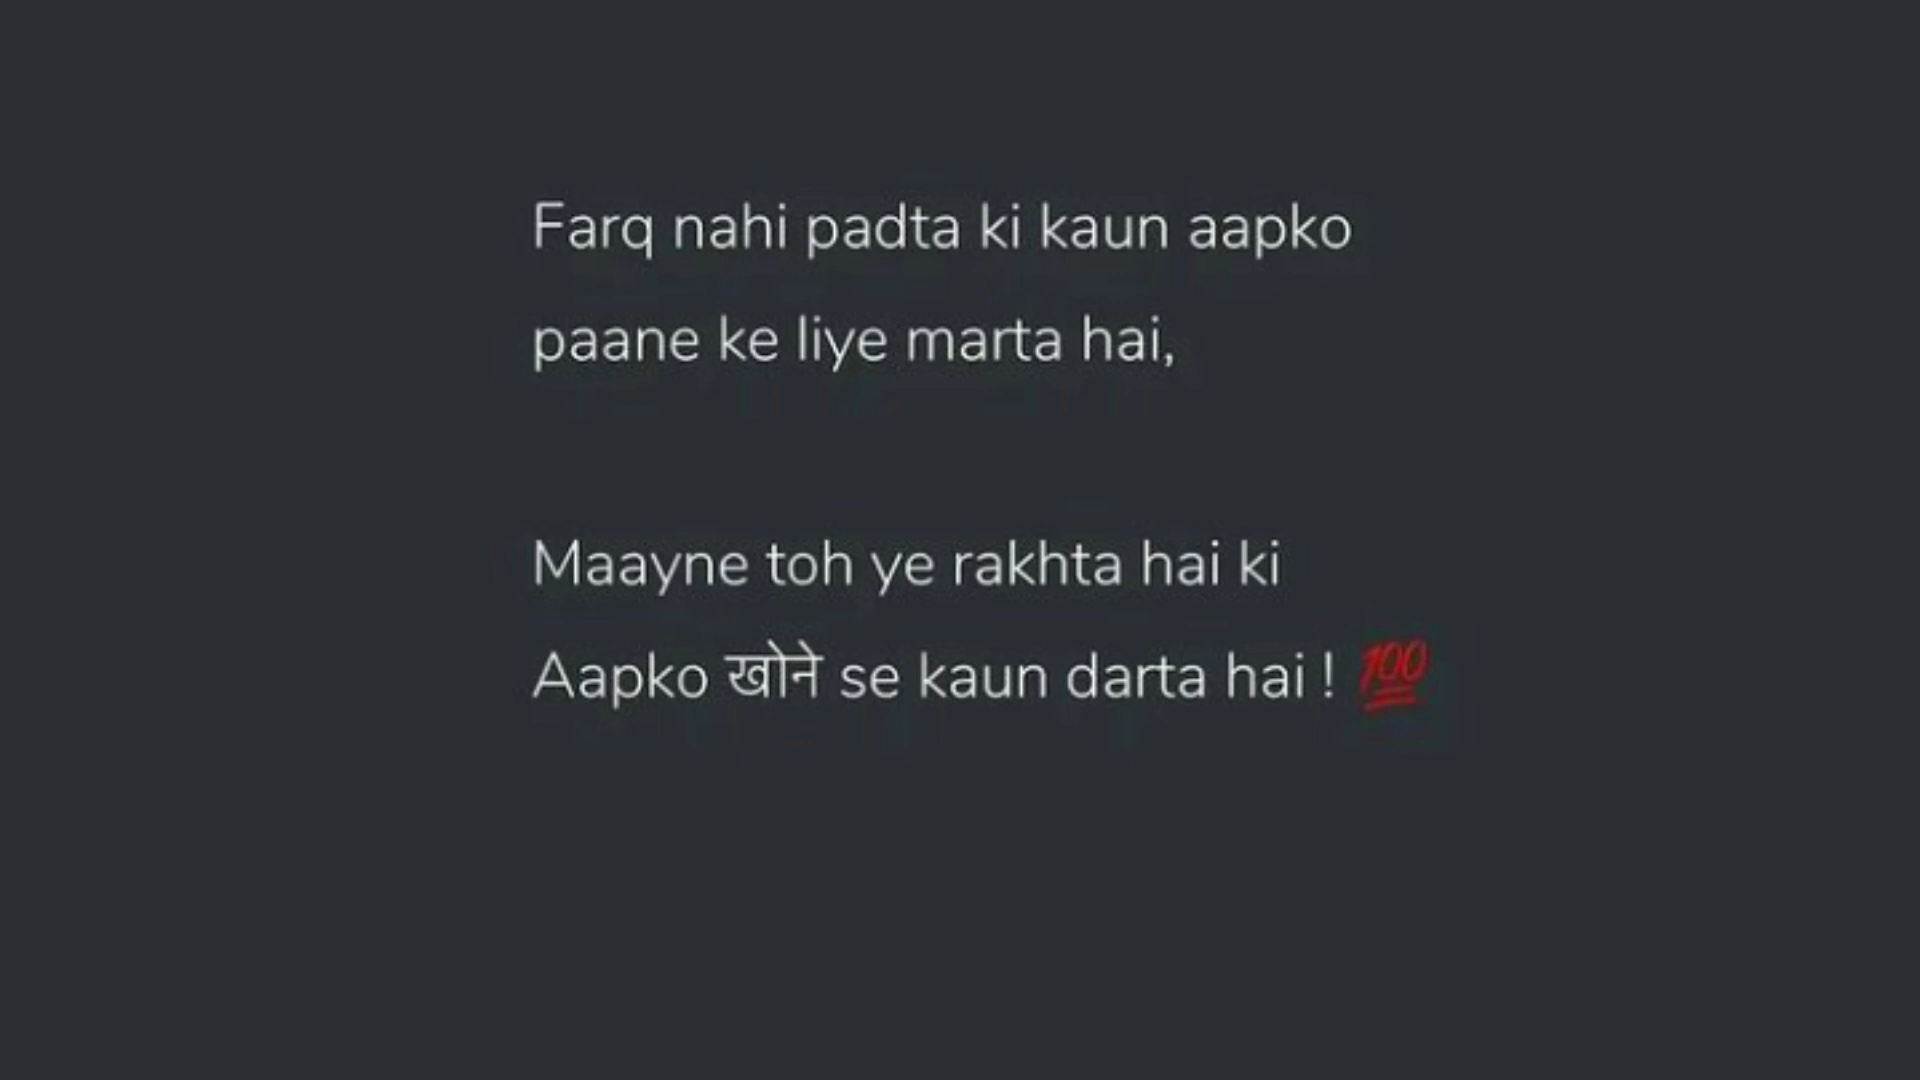 Farq nahi padta ki kaun aapko
paane ke liye marta hai,
Maayne toh ye rakhta hai ki
Aapko खोने se kaun darta hai ! 💯